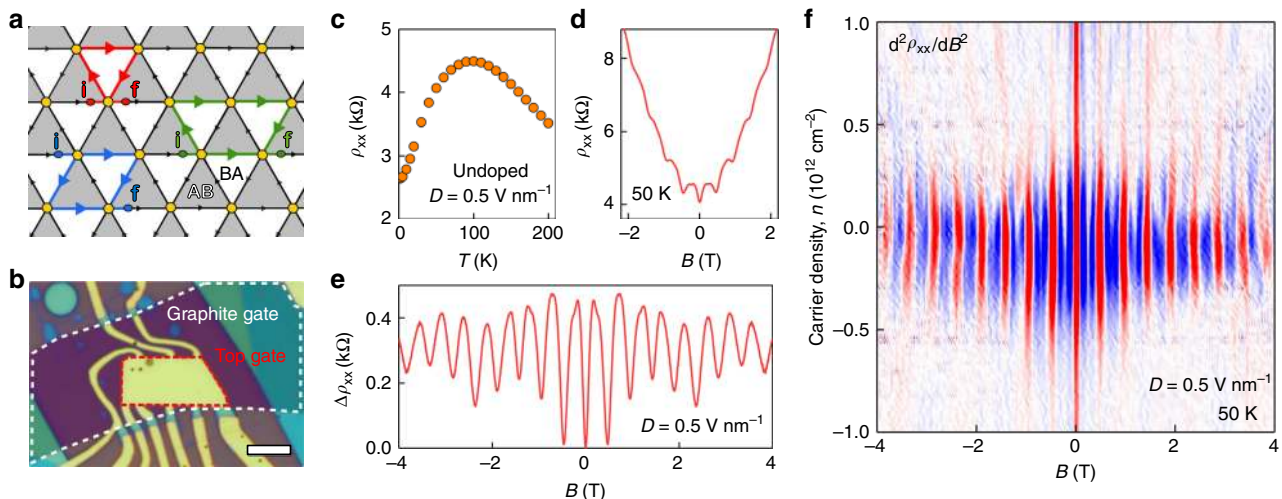 a
i
f
i
f
i
f
BA
AB
b
Graphite gate
Top gate
c
5
4
3
2
ρxx (kΩ)
Undoped
D = 0.5 V nm⁻¹
0
100
200
T (K)
d
8
6
4
ρxx (kΩ)
50 K
−2
0
2
B (T)
e
0.4
0.2
0.0
Δρxx (kΩ)
D = 0.5 V nm⁻¹
−4
−2
0
2
4
B (T)
f
1.0
0.5
0.0
−0.5
−1.0
Carrier density, n (10¹² cm⁻²)
d²ρxx/dB²
D = 0.5 V nm⁻¹
50 K
−4
−2
0
2
4
B (T)